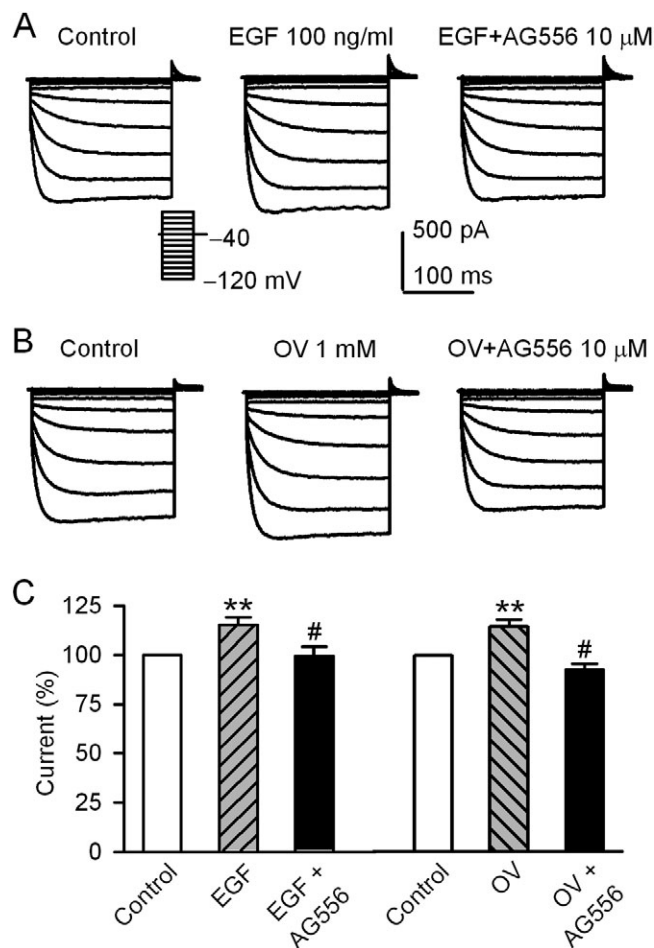 A
Control EGF 100 ng/ml EGF+AG556 10 μM
−40
−120 mV
500 pA
100 ms
B
Control OV 1 mM OV+AG556 10 μM
C
Current (%)
125
100
75
50
25
0
** # ** #
Control EGF EGF + AG556 Control OV OV + AG556